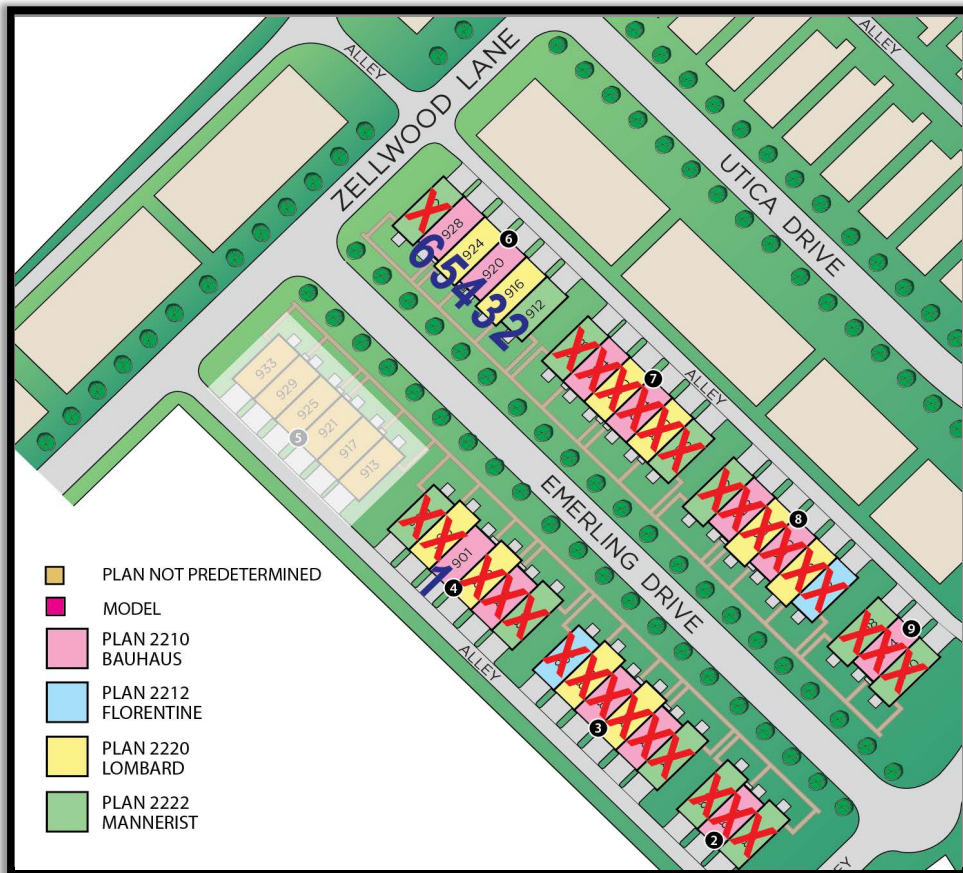 ALLEY
ZELLWOOD LANE
ALLEY
UTICA DRIVE
928
924
920
916
912
6
6
5
4
3
2
7
ALLEY
933
929
925
921
917
913
5
EMERLING DRIVE
8
901
1
4
9
ALLEY
3
2
PLAN NOT PREDETERMINED
MODEL
PLAN 2210
BAUHAUS
PLAN 2212
FLORENTINE
PLAN 2220
LOMBARD
PLAN 2222
MANNERIST